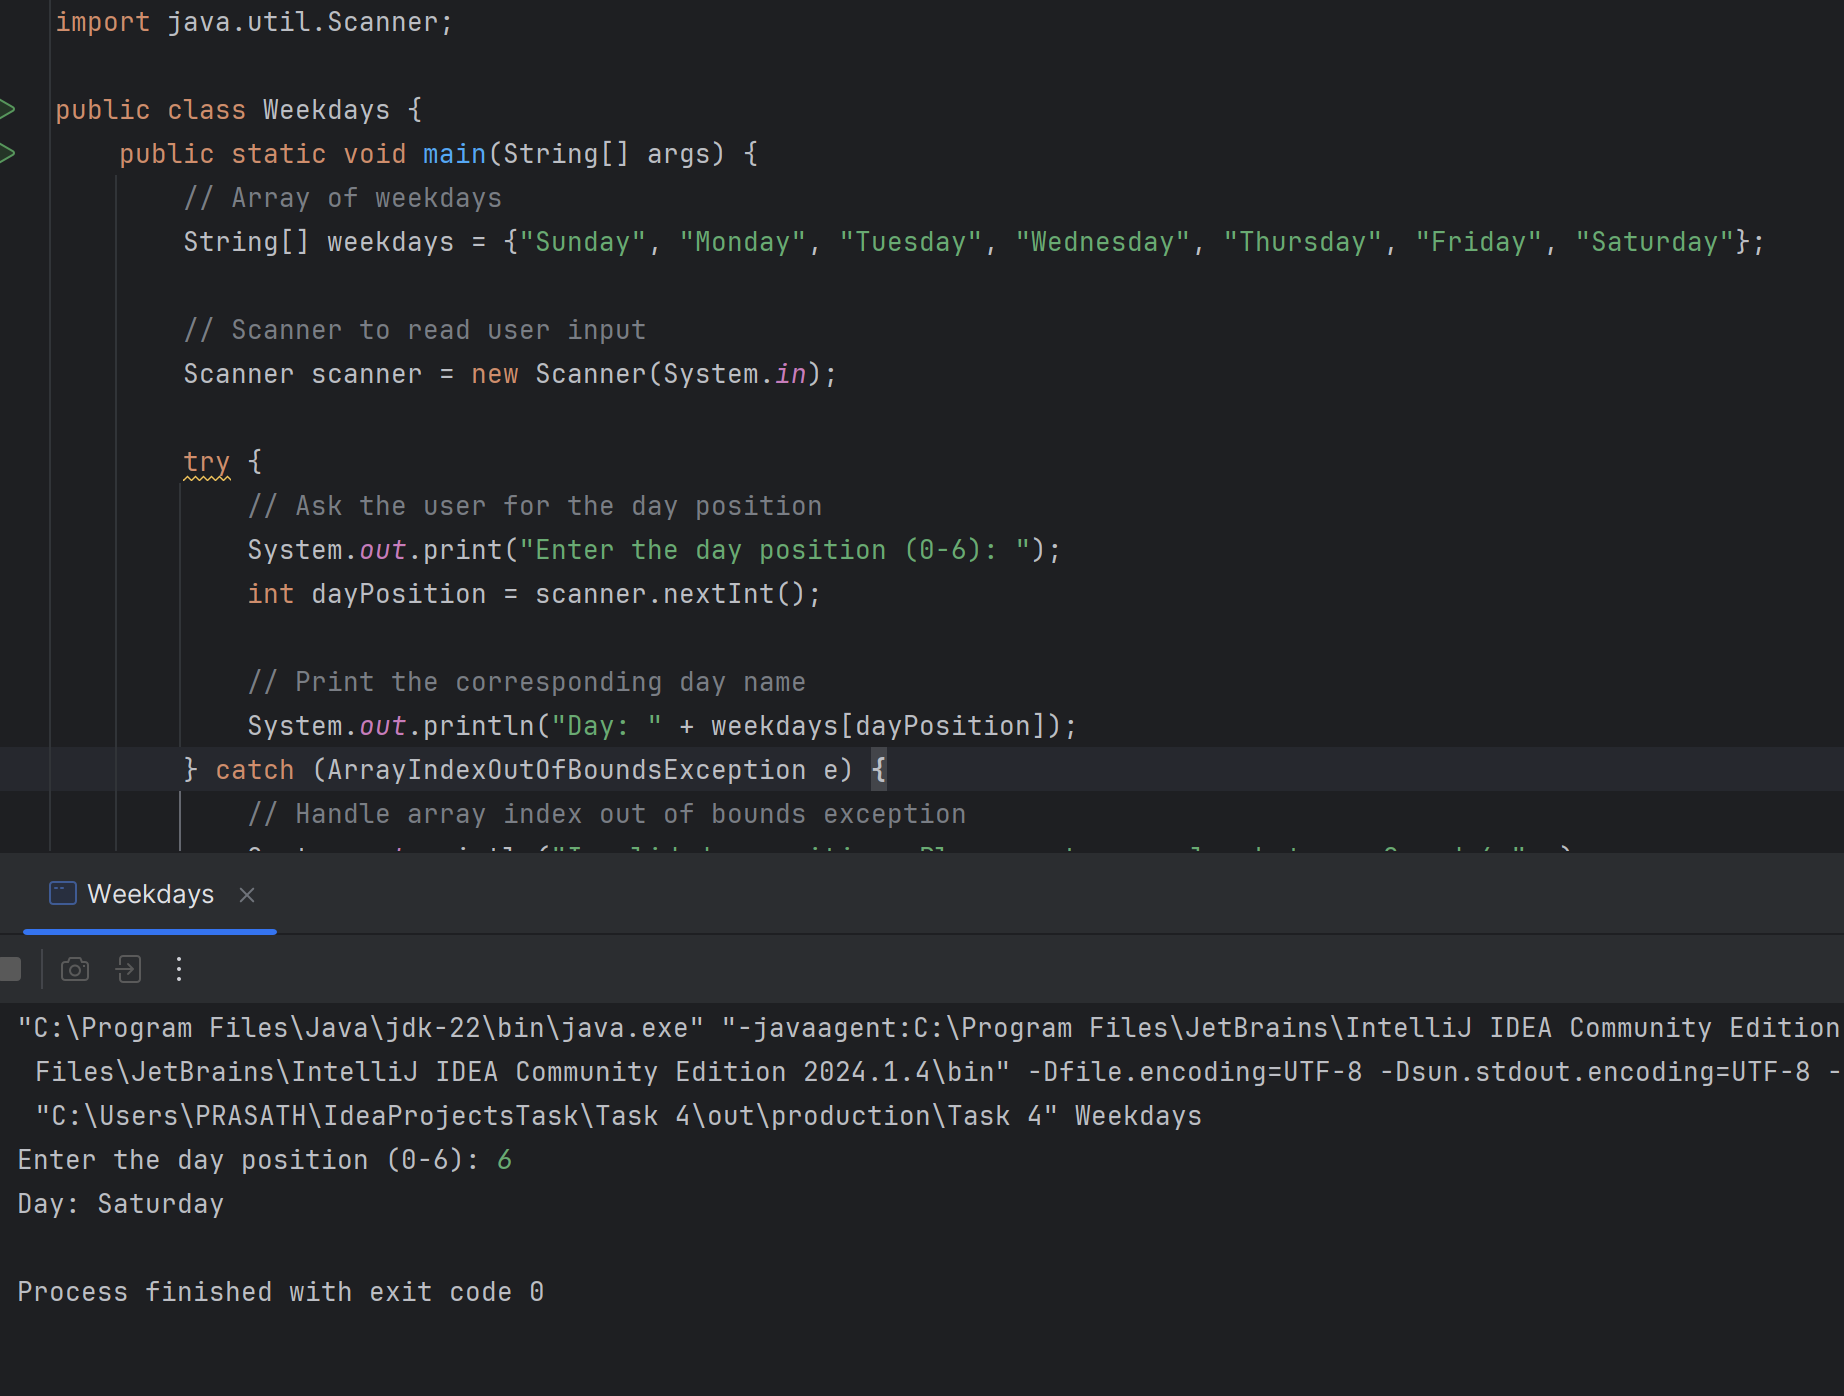 import java.util.Scanner;
public class Weekdays {
public static void main(String[] args) {
// Array of weekdays
String[] weekdays = {"Sunday", "Monday", "Tuesday", "Wednesday", "Thursday", "Friday", "Saturday"};
// Scanner to read user input
Scanner scanner = new Scanner(System.in);
try {
// Ask the user for the day position
System.out.print("Enter the day position (0-6): ");
int dayPosition = scanner.nextInt();
// Print the corresponding day name
System.out.println("Day: " + weekdays[dayPosition]);
} catch (ArrayIndexOutOfBoundsException e) {
// Handle array index out of bounds exception
Weekdays
"C:\Program Files\Java\jdk-22\bin\java.exe" "-javaagent:C:\Program Files\JetBrains\IntelliJ IDEA Community Edition
Files\JetBrains\IntelliJ IDEA Community Edition 2024.1.4\bin" -Dfile.encoding=UTF-8 -Dsun.stdout.encoding=UTF-8 -
"C:\Users\PRASATH\IdeaProjectsTask\Task 4\out\production\Task 4" Weekdays
Enter the day position (0-6): 6
Day: Saturday
Process finished with exit code 0